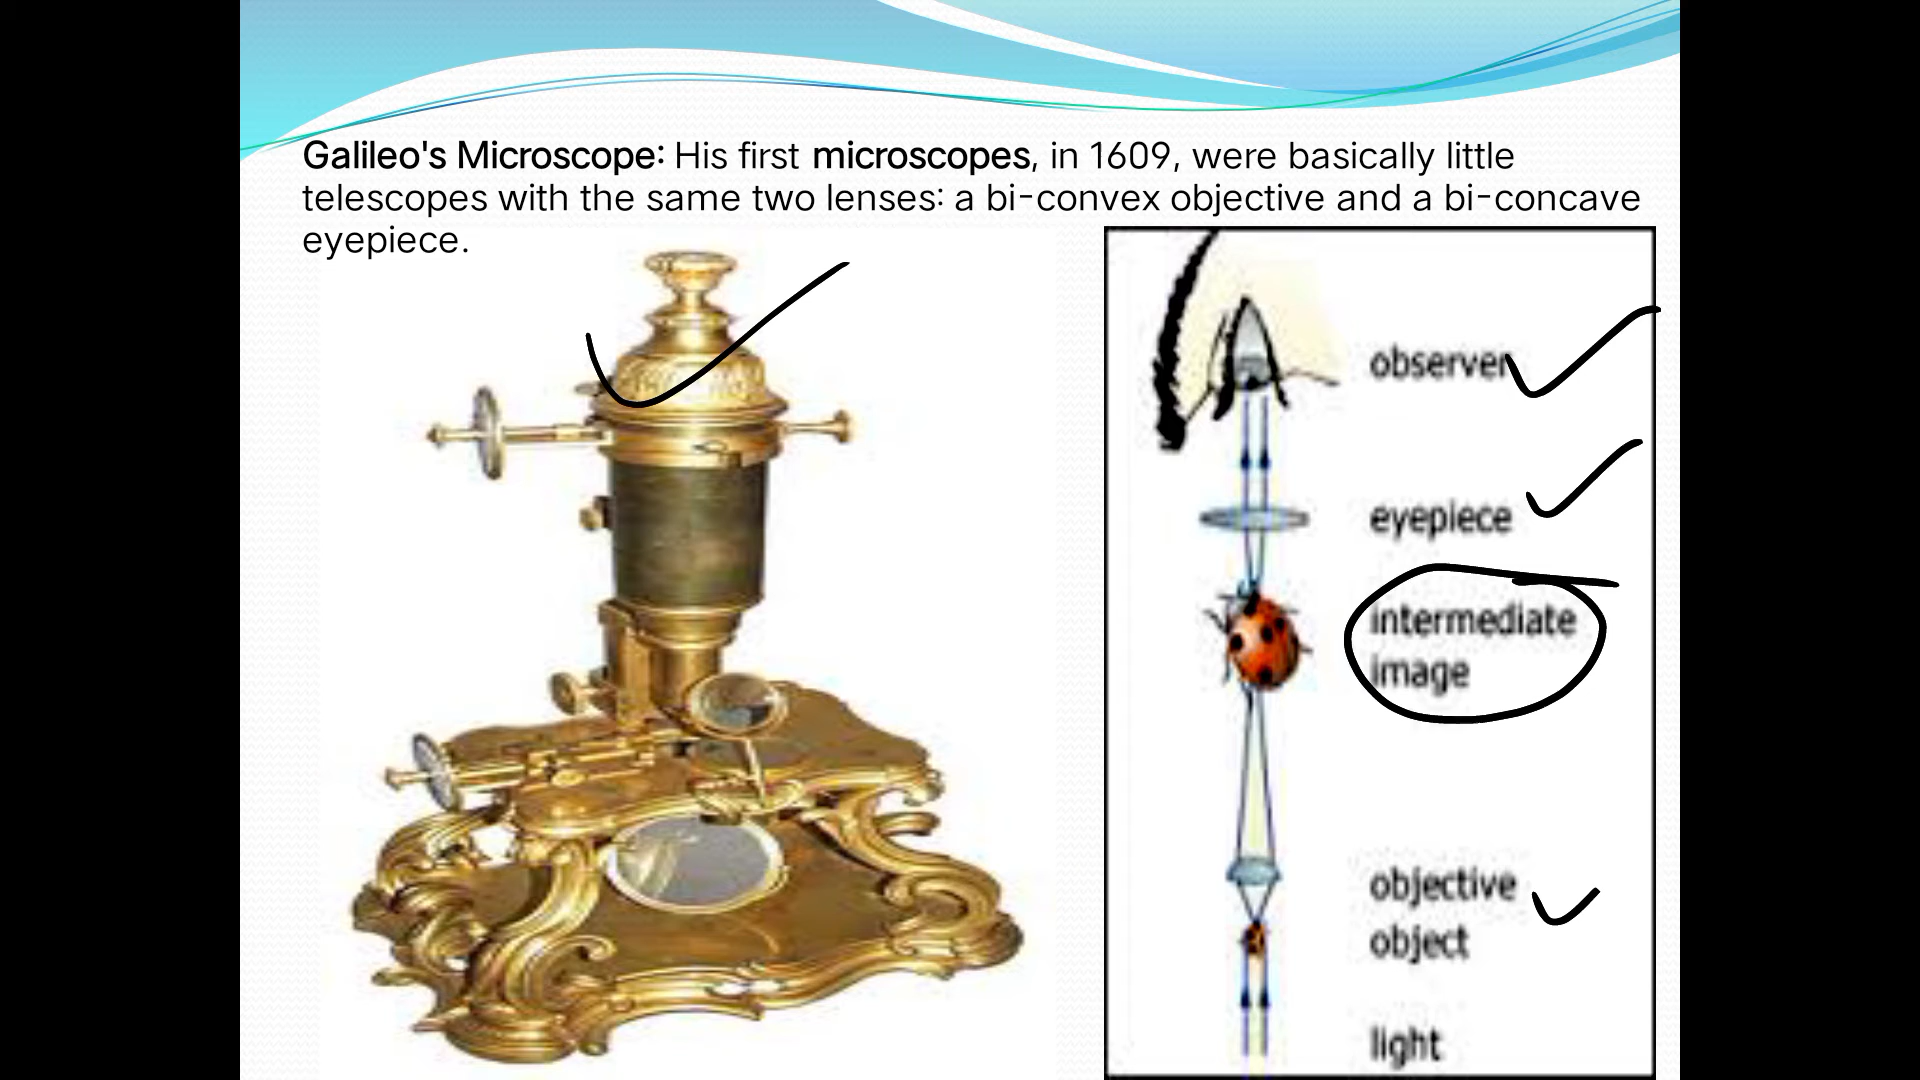 Galileo's Microscope: His first microscopes, in 1609, were basically little
telescopes with the same two lenses: a bi-convex objective and a bi-concave
eyepiece.
observer
eyepiece
intermediate
image
objective
object
light